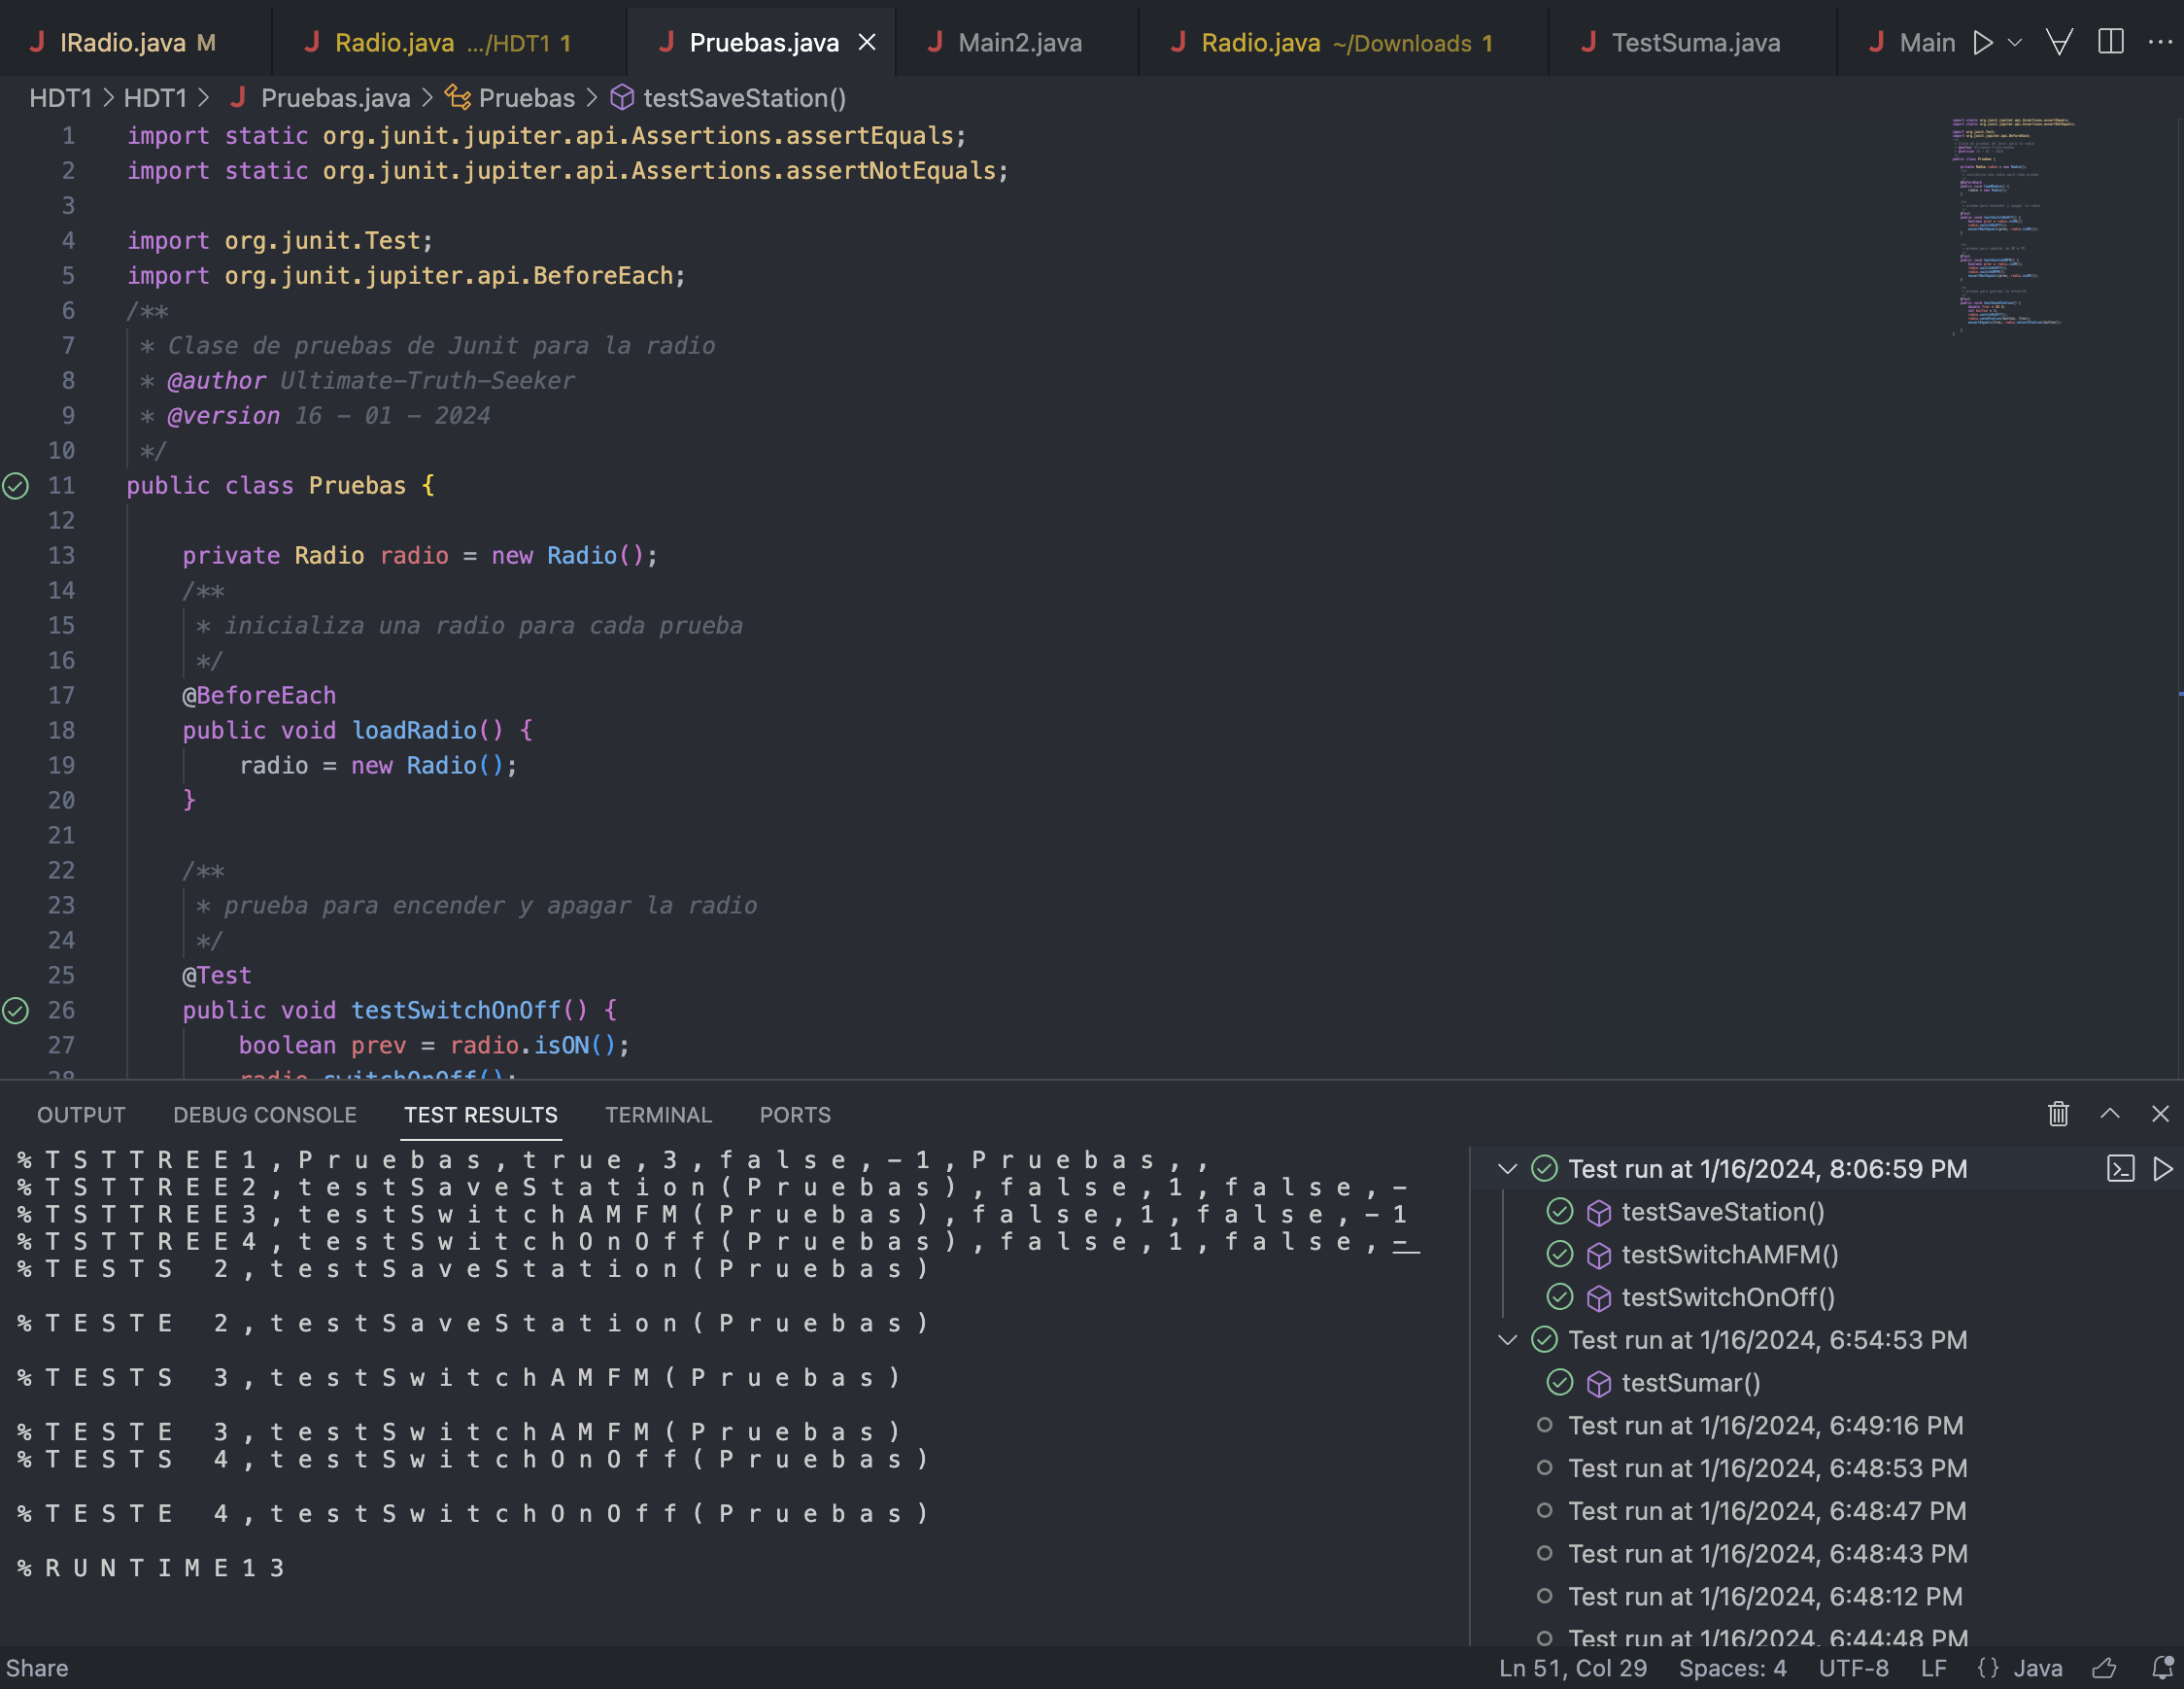 IRadio.java M
Radio.java .../HDT1 1
Pruebas.java
Main2.java
Radio.java ~/Downloads 1
TestSuma.java
Main
HDT1 > HDT1 > Pruebas.java > Pruebas > testSaveStation()
1 import static org.junit.jupiter.api.Assertions.assertEquals;
2 import static org.junit.jupiter.api.Assertions.assertNotEquals;
3
4 import org.junit.Test;
5 import org.junit.jupiter.api.BeforeEach;
6 /**
7 * Clase de pruebas de Junit para la radio
8 * @author Ultimate-Truth-Seeker
9 * @version 16 - 01 - 2024
10 */
11 public class Pruebas {
12
13 private Radio radio = new Radio();
14 /**
15 * inicializa una radio para cada prueba
16 */
17 @BeforeEach
18 public void loadRadio() {
19 radio = new Radio();
20 }
21
22 /**
23 * prueba para encender y apagar la radio
24 */
25 @Test
26 public void testSwitchOnOff() {
27 boolean prev = radio.isON();
28 radio.switchOnOff();
OUTPUT DEBUG CONSOLE TEST RESULTS TERMINAL PORTS
%TSTTREE1,Pruebas,true,3,false,-1,Pruebas,,
%TSTTREE2,testSaveStation(Pruebas),false,1,false,-
%TSTTREE3,testSwitchAMFM(Pruebas),false,1,false,-1
%TSTTREE4,testSwitchOnOff(Pruebas),false,1,false,-
%TESTS 2,testSaveStation(Pruebas)
%TESTE 2,testSaveStation(Pruebas)
%TESTS 3,testSwitchAMFM(Pruebas)
%TESTE 3,testSwitchAMFM(Pruebas)
%TESTS 4,testSwitchOnOff(Pruebas)
%TESTE 4,testSwitchOnOff(Pruebas)
%RUNTIME13
Test run at 1/16/2024, 8:06:59 PM
testSaveStation()
testSwitchAMFM()
testSwitchOnOff()
Test run at 1/16/2024, 6:54:53 PM
testSumar()
Test run at 1/16/2024, 6:49:16 PM
Test run at 1/16/2024, 6:48:53 PM
Test run at 1/16/2024, 6:48:47 PM
Test run at 1/16/2024, 6:48:43 PM
Test run at 1/16/2024, 6:48:12 PM
Test run at 1/16/2024, 6:44:48 PM
Share
Ln 51, Col 29 Spaces: 4 UTF-8 LF {} Java